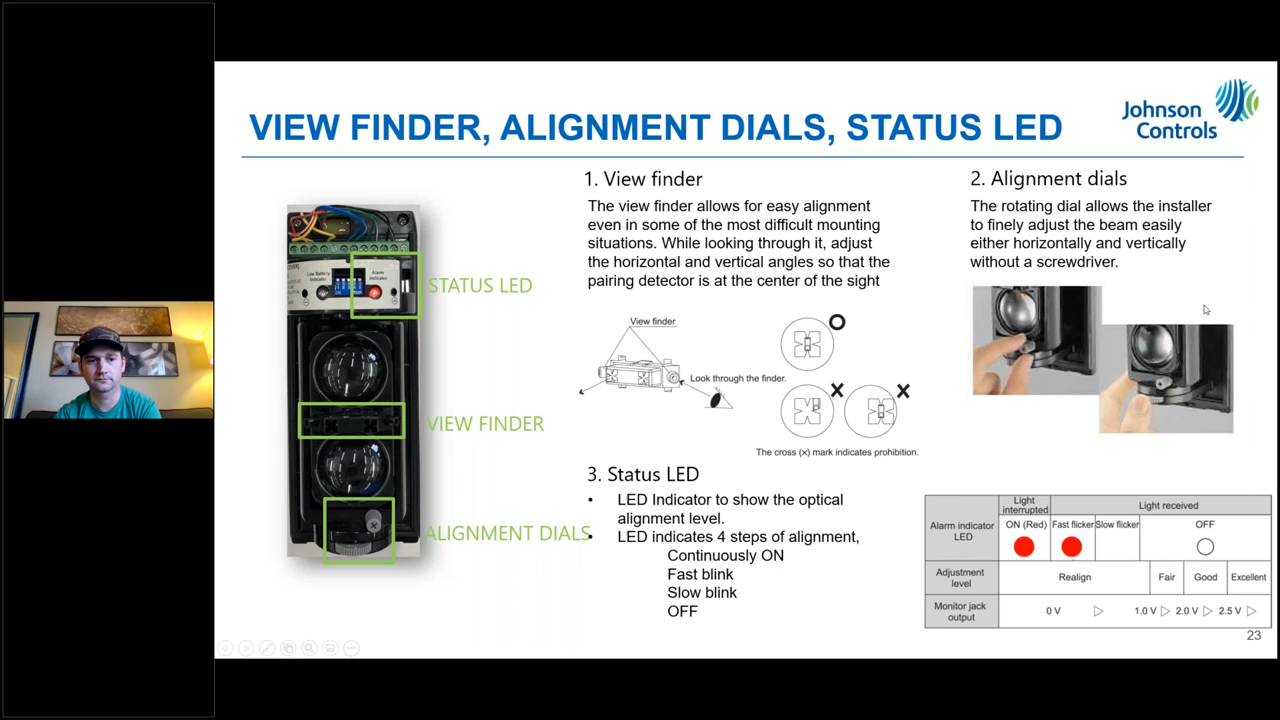 VIEW FINDER, ALIGNMENT DIALS, STATUS LED
Johnson
Controls
Low Battery
Indicator
Alarm
Indicator
STATUS LED
VIEW FINDER
ALIGNMENT DIALS
1. View finder
The view finder allows for easy alignment
even in some of the most difficult mounting
situations. While looking through it, adjust
the horizontal and vertical angles so that the
pairing detector is at the center of the sight
View finder
Look through the finder.
The cross (×) mark indicates prohibition.
2. Alignment dials
The rotating dial allows the installer
to finely adjust the beam easily
either horizontally and vertically
without a screwdriver.
3. Status LED
• LED Indicator to show the optical
alignment level.
• LED indicates 4 steps of alignment,
Continuously ON
Fast blink
Slow blink
OFF
Light interrupted Light received
Alarm indicator LED ON (Red) Fast flicker Slow flicker OFF
Adjustment level Realign Fair Good Excellent
Monitor jack output 0 V 1.0 V 2.0 V 2.5 V
23